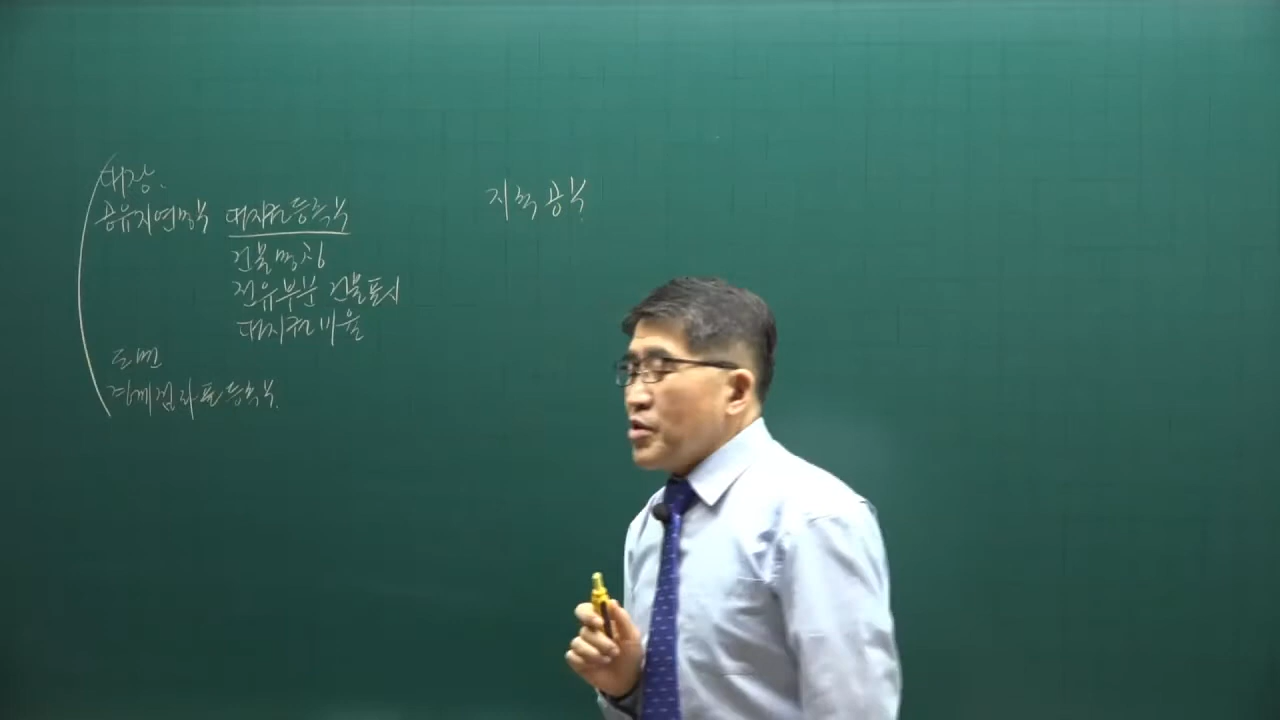 대장.
공유지연명부 대지권등록부
건물명칭
전유부분 건물표시
대지권비율
도면
경계점좌표등록부.
지적공부